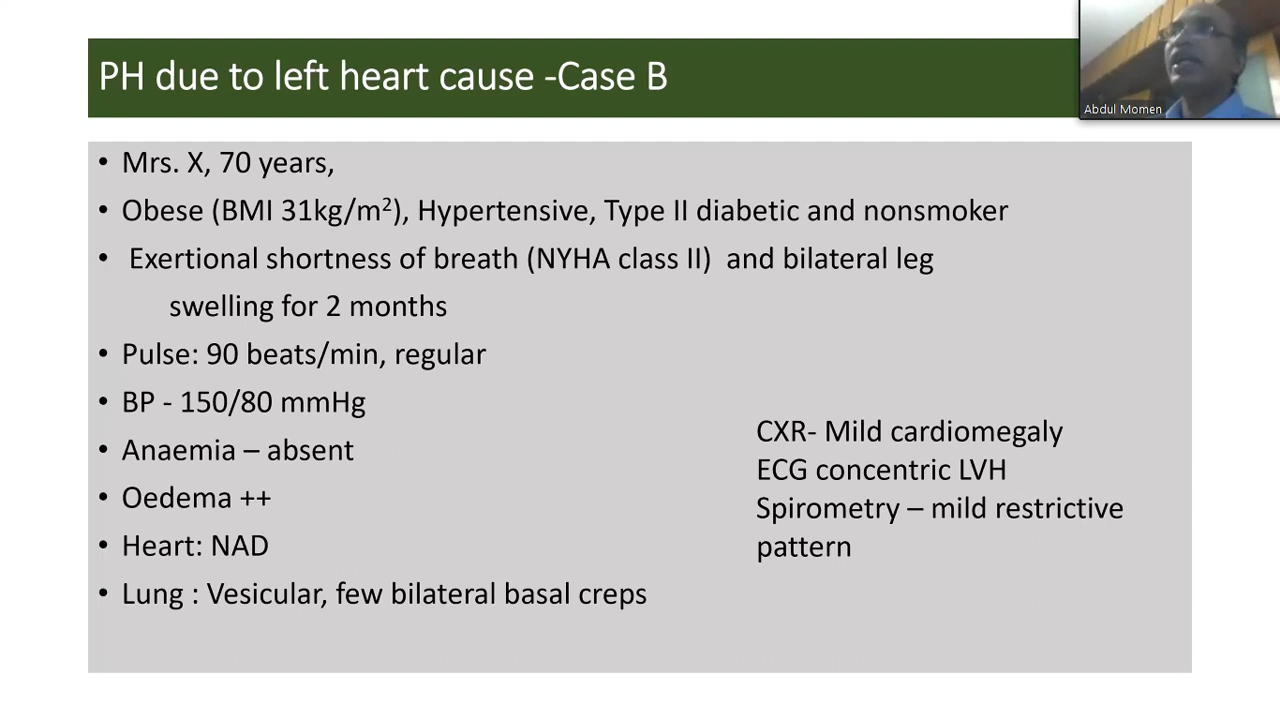 PH due to left heart cause -Case B
Abdul Momen
• Mrs. X, 70 years,
• Obese (BMI 31kg/m²), Hypertensive, Type II diabetic and nonsmoker
• Exertional shortness of breath (NYHA class II) and bilateral leg
swelling for 2 months
• Pulse: 90 beats/min, regular
• BP - 150/80 mmHg
• Anaemia – absent
• Oedema ++
• Heart: NAD
• Lung : Vesicular, few bilateral basal creps
CXR- Mild cardiomegaly
ECG concentric LVH
Spirometry – mild restrictive
pattern